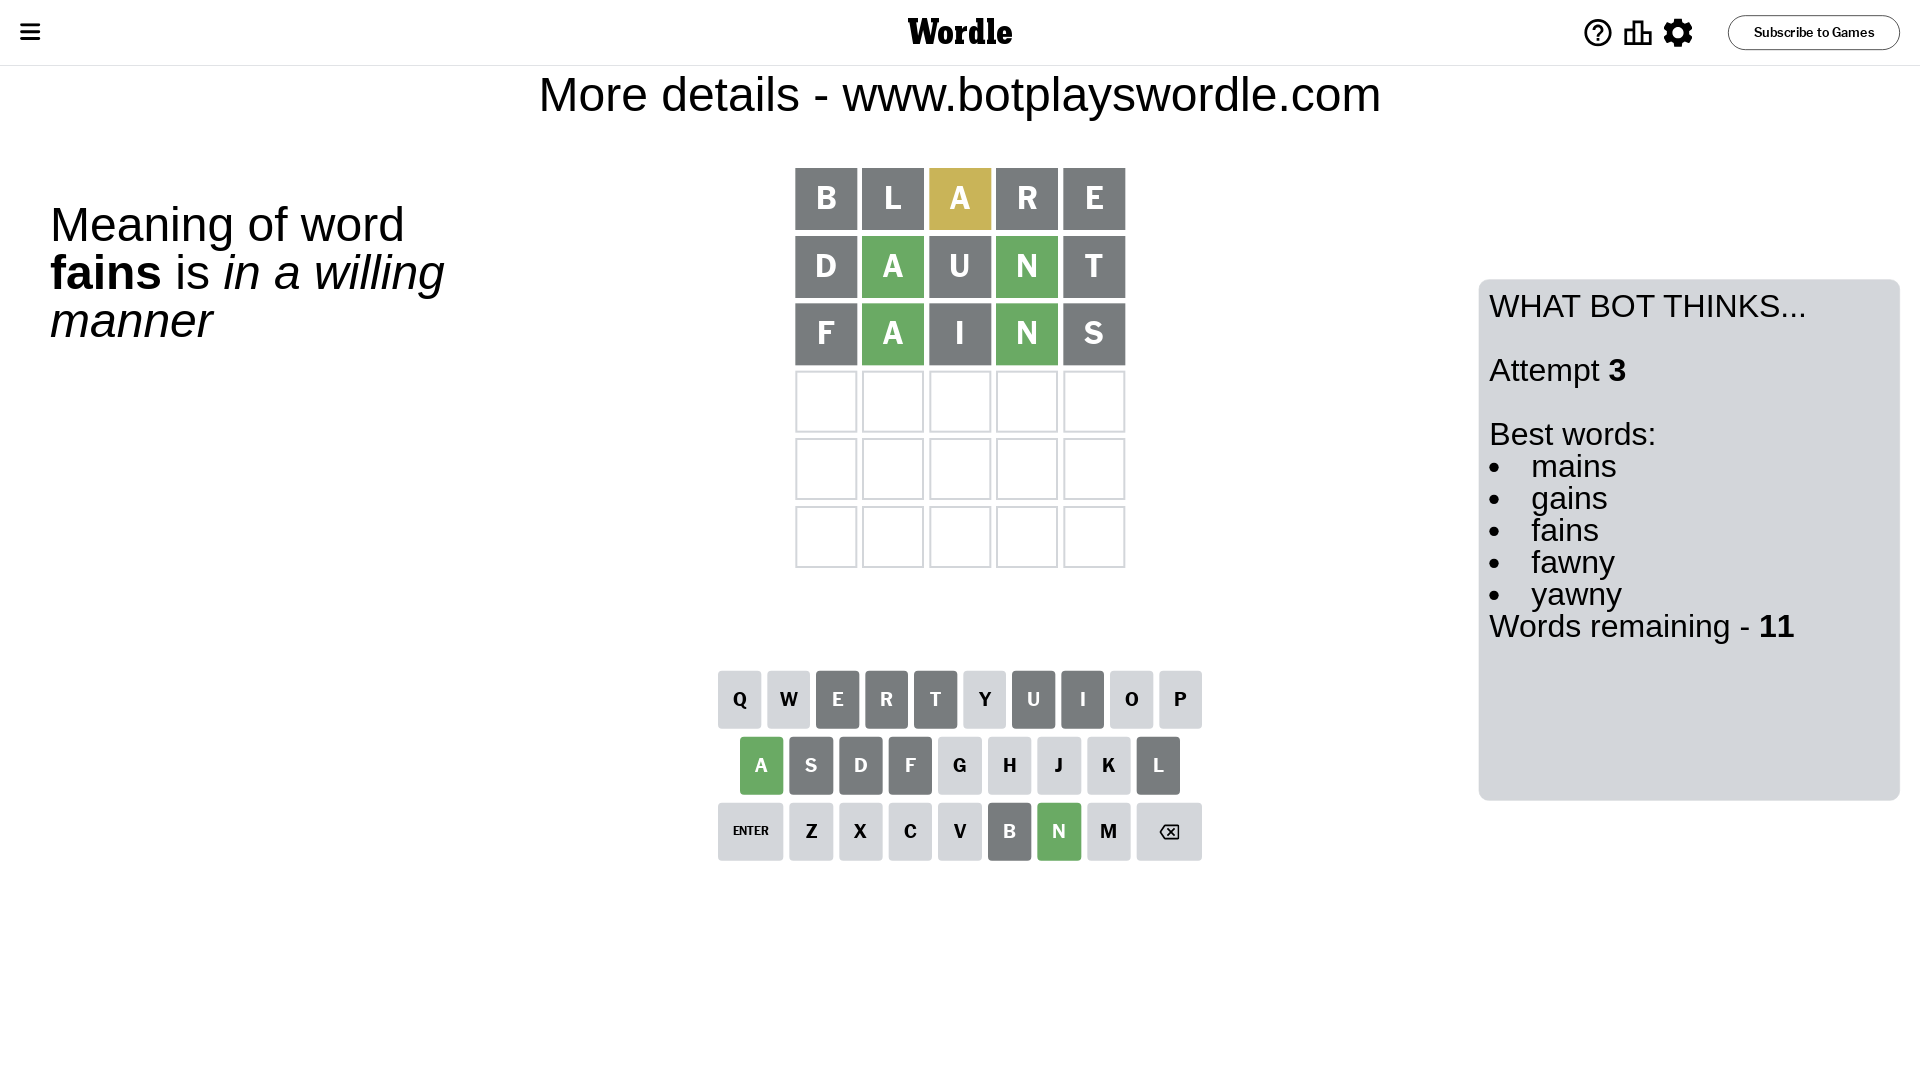 Wordle
Subscribe to Games
More details - www.botplayswordle.com
Meaning of word
fains is in a willing
manner
B L A R E
D A U N T
F A I N S
WHAT BOT THINKS...
Attempt 3
Best words:
• mains
• gains
• fains
• fawny
• yawny
Words remaining - 11
Q W E R T Y U I O P
A S D F G H J K L
ENTER Z X C V B N M